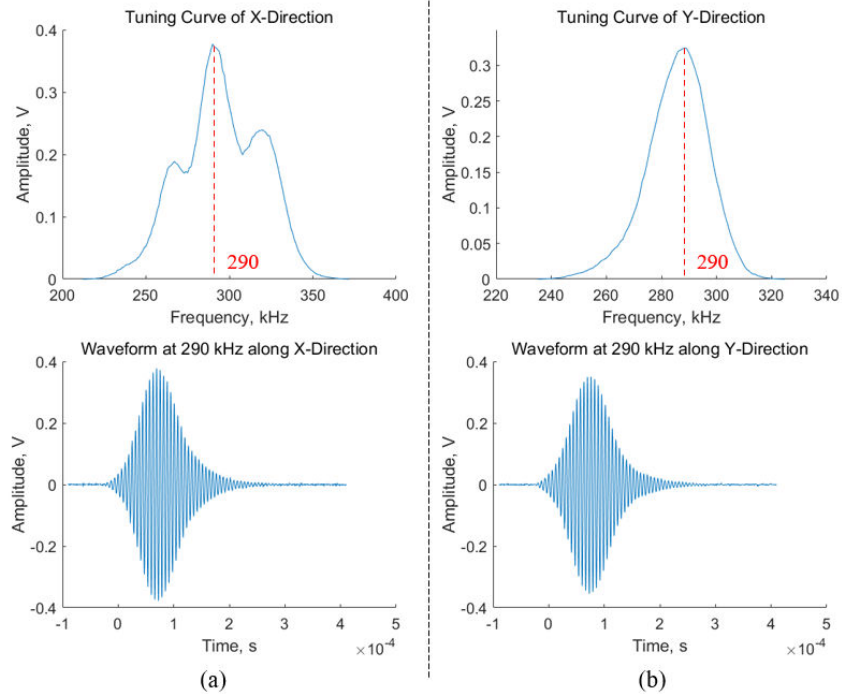 Tuning Curve of X-Direction
0.4
0.3
0.2
0.1
0
Amplitude, V
290
200 250 300 350 400
Frequency, kHz
Waveform at 290 kHz along X-Direction
0.4
0.2
0
-0.2
-0.4
Amplitude, V
-1 0 1 2 3 4 5
Time, s
×10⁻⁴
(a)
Tuning Curve of Y-Direction
0.3
0.25
0.2
0.15
0.1
0.05
0
Amplitude, V
290
220 240 260 280 300 320 340
Frequency, kHz
Waveform at 290 kHz along Y-Direction
0.4
0.2
0
-0.2
-0.4
Amplitude, V
-1 0 1 2 3 4 5
Time, s
×10⁻⁴
(b)